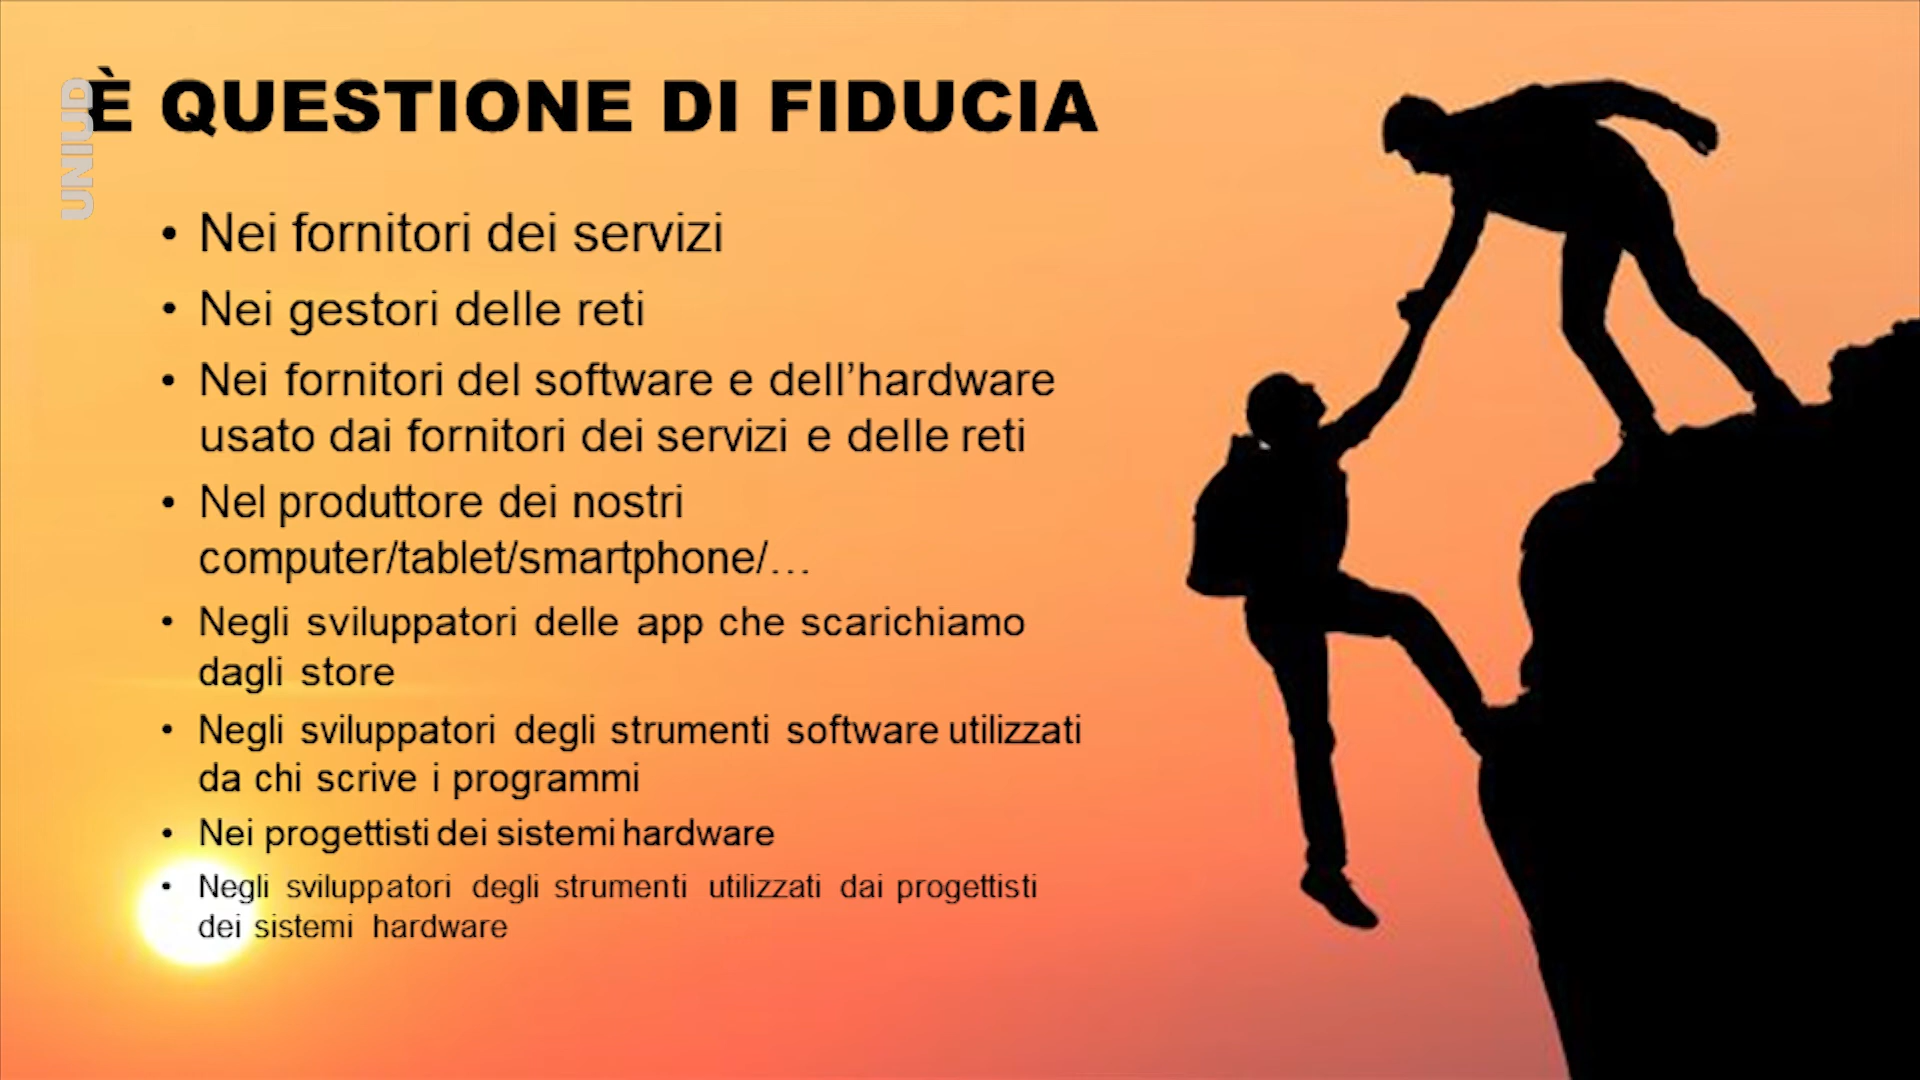 È QUESTIONE DI FIDUCIA
UNIUD
• Nei fornitori dei servizi
• Nei gestori delle reti
• Nei fornitori del software e dell’hardware
usato dai fornitori dei servizi e delle reti
• Nel produttore dei nostri
computer/tablet/smartphone/…
• Negli sviluppatori delle app che scarichiamo
dagli store
• Negli sviluppatori degli strumenti software utilizzati
da chi scrive i programmi
• Nei progettisti dei sistemi hardware
• Negli sviluppatori degli strumenti utilizzati dai progettisti
dei sistemi hardware